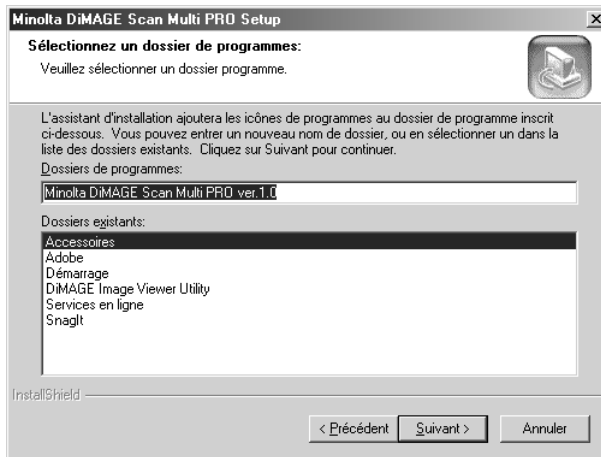 Minolta DiMAGE Scan Multi PRO Setup
Sélectionnez un dossier de programmes:
Veuillez sélectionner un dossier programme.
L'assistant d'installation ajoutera les icônes de programmes au dossier de programme inscrit
ci-dessous. Vous pouvez entrer un nouveau nom de dossier, ou en sélectionner un dans la
liste des dossiers existants. Cliquez sur Suivant pour continuer.
Dossiers de programmes:
Minolta DiMAGE Scan Multi PRO ver.1.0
Dossiers existants:
Accessoires
Adobe
Démarrage
DiMAGE Image Viewer Utility
Services en ligne
SnagIt
InstallShield
< Précédent Suivant > Annuler